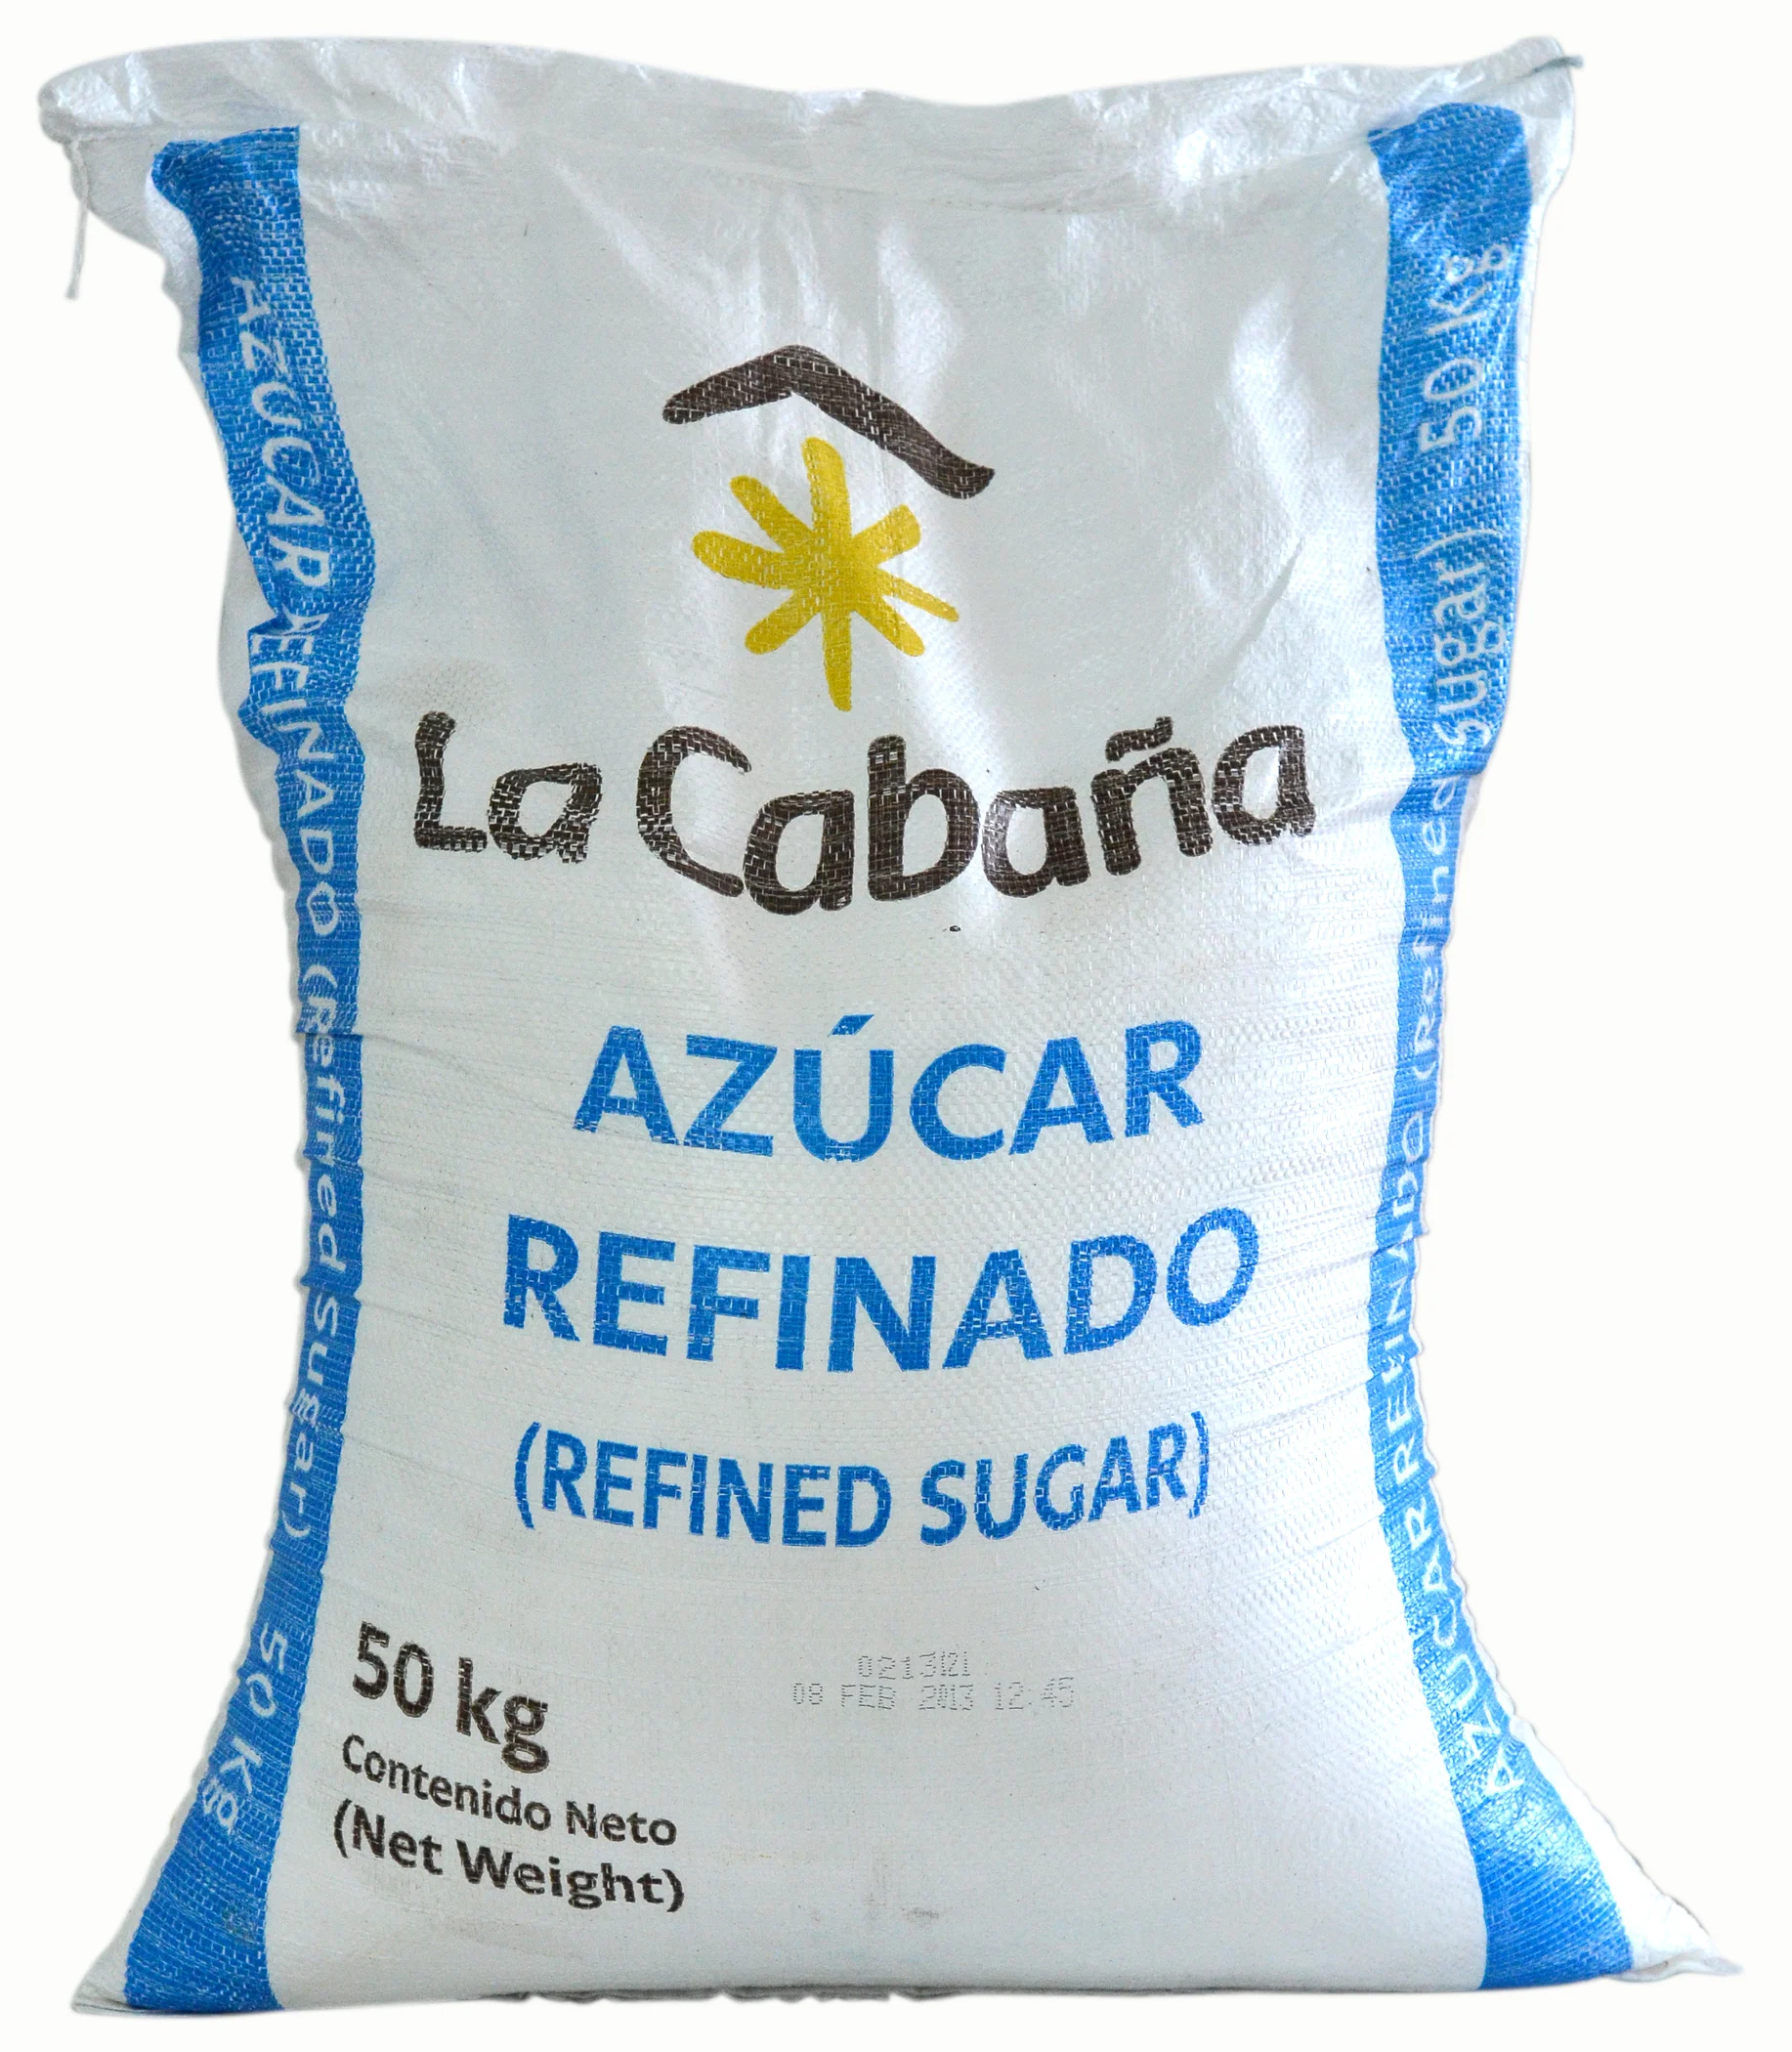 La Cabaña
AZÚCAR
REFINADO
(REFINED SUGAR)
50 kg
Contenido Neto
(Net Weight)
08 FEB 2013 12:45
AZÚCAR REFINADO (Refined Sugar) 50 Kg
AZÚCAR REFINADO (Refined Sugar) 50 Kg